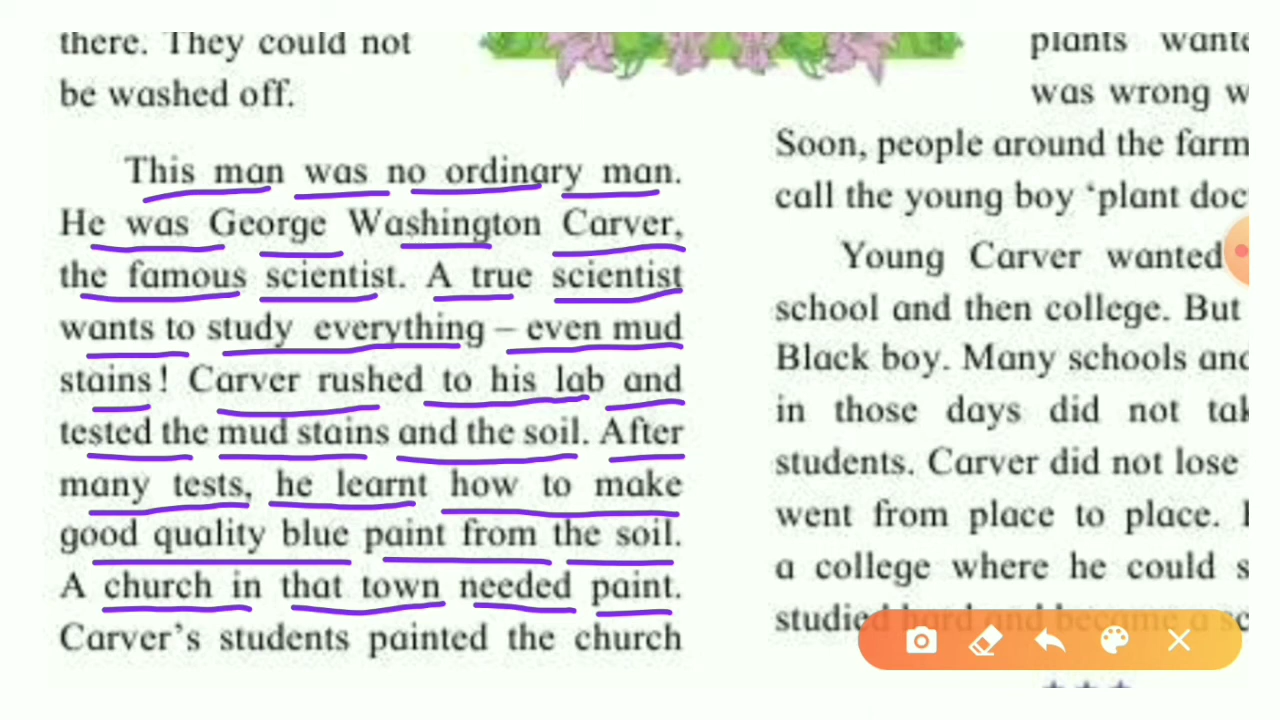 there. They could not
be washed off.
This man was no ordinary man.
He was George Washington Carver,
the famous scientist. A true scientist
wants to study everything – even mud
stains! Carver rushed to his lab and
tested the mud stains and the soil. After
many tests, he learnt how to make
good quality blue paint from the soil.
A church in that town needed paint.
Carver's students painted the church
plants
was wrong
Soon, people around the farm
call the young boy 'plant
Young Carver wanted
school and then college. But
Black boy. Many schools
in those days did not
students. Carver did not lose
went from place to place.
a college where he could
studied hard and became a